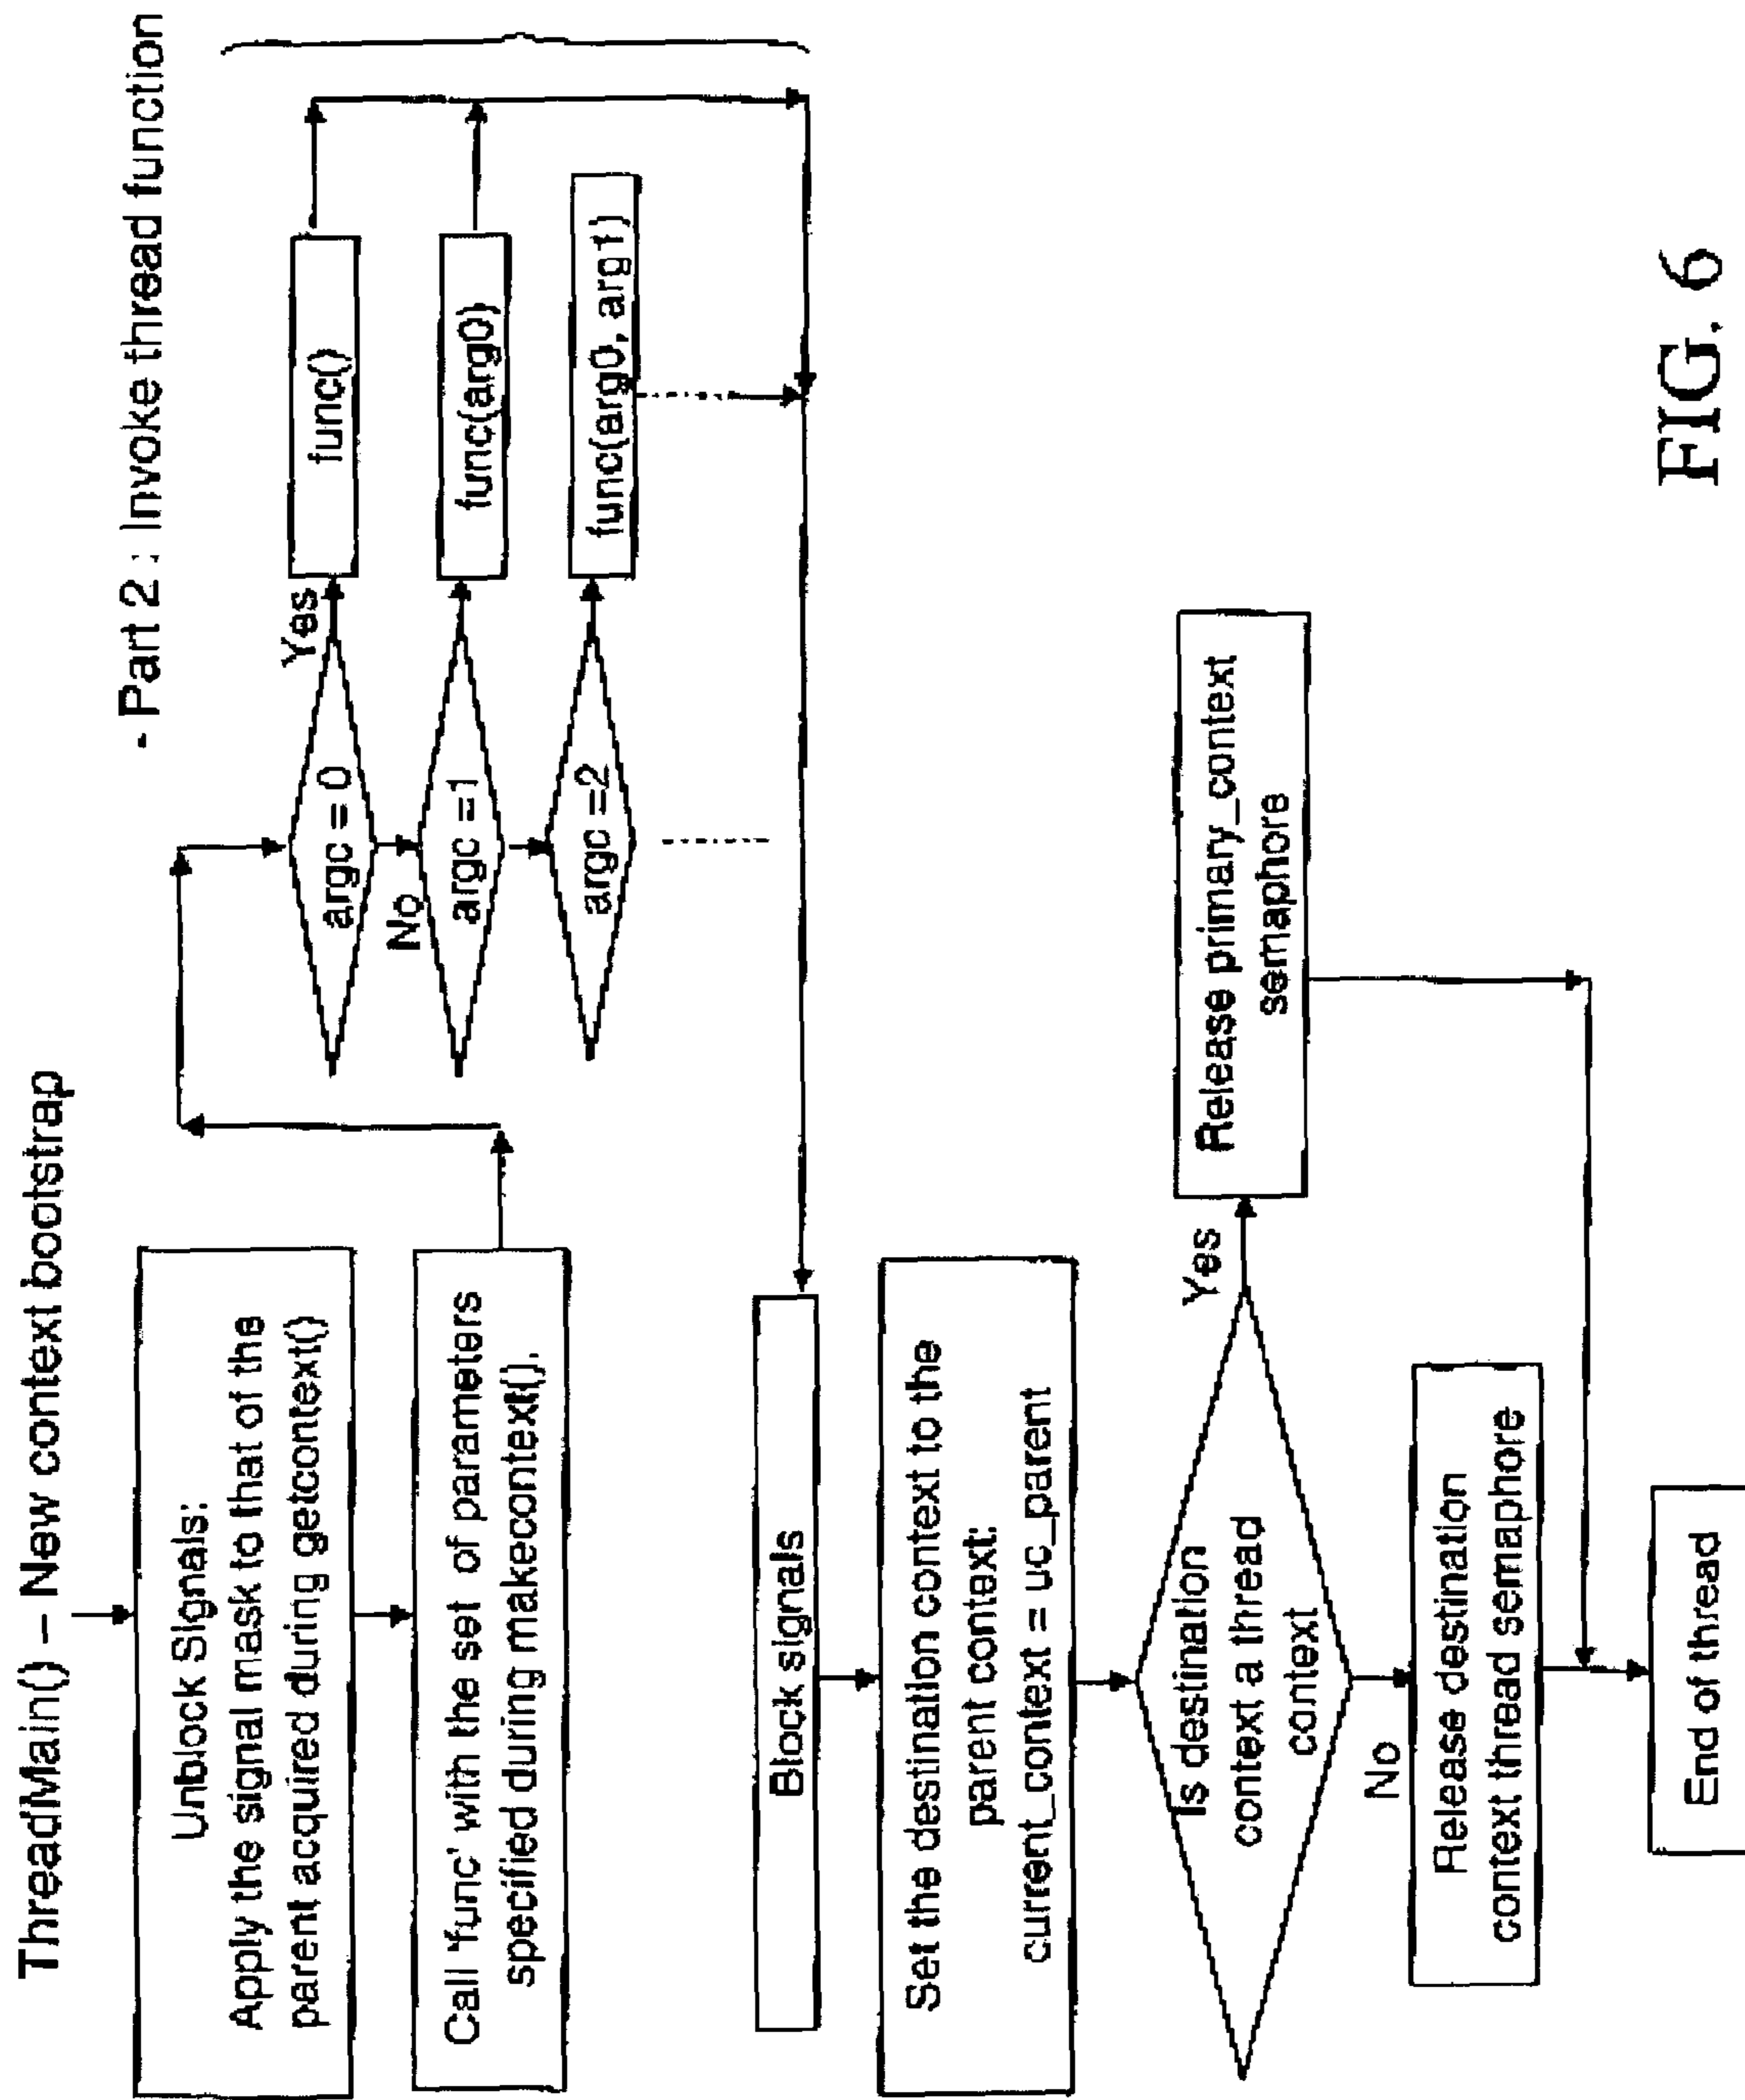 ThreadMain() – New context bootstrap
Unblock Signals:
Apply the signal mask to that of the
parent acquired during getcontext()
Call 'func' with the set of parameters
specified during makecontext().
- Part 2 : Invoke thread function
argc = 0
Yes
func()
No
argc =1
func(arg0)
argc =2
func(arg0, arg1)
Block signals
Set the destination context to the
parent context:
current_context = uc_parent
Is destination
context a thread
context
Yes
Release primary_context
semaphore
No
Release destination
context thread semaphore
End of thread
FIG. 6